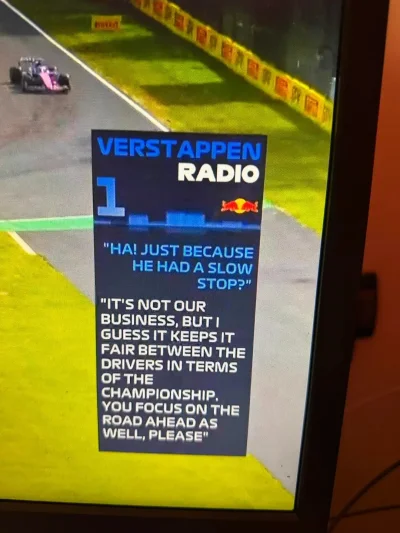 VERSTAPPEN
RADIO
1
"HA! JUST BECAUSE
HE HAD A SLOW
STOP?"
"IT'S NOT OUR
BUSINESS, BUT I
GUESS IT KEEPS IT
FAIR BETWEEN THE
DRIVERS IN TERMS
OF THE
CHAMPIONSHIP.
YOU FOCUS ON THE
ROAD AHEAD AS
WELL, PLEASE"